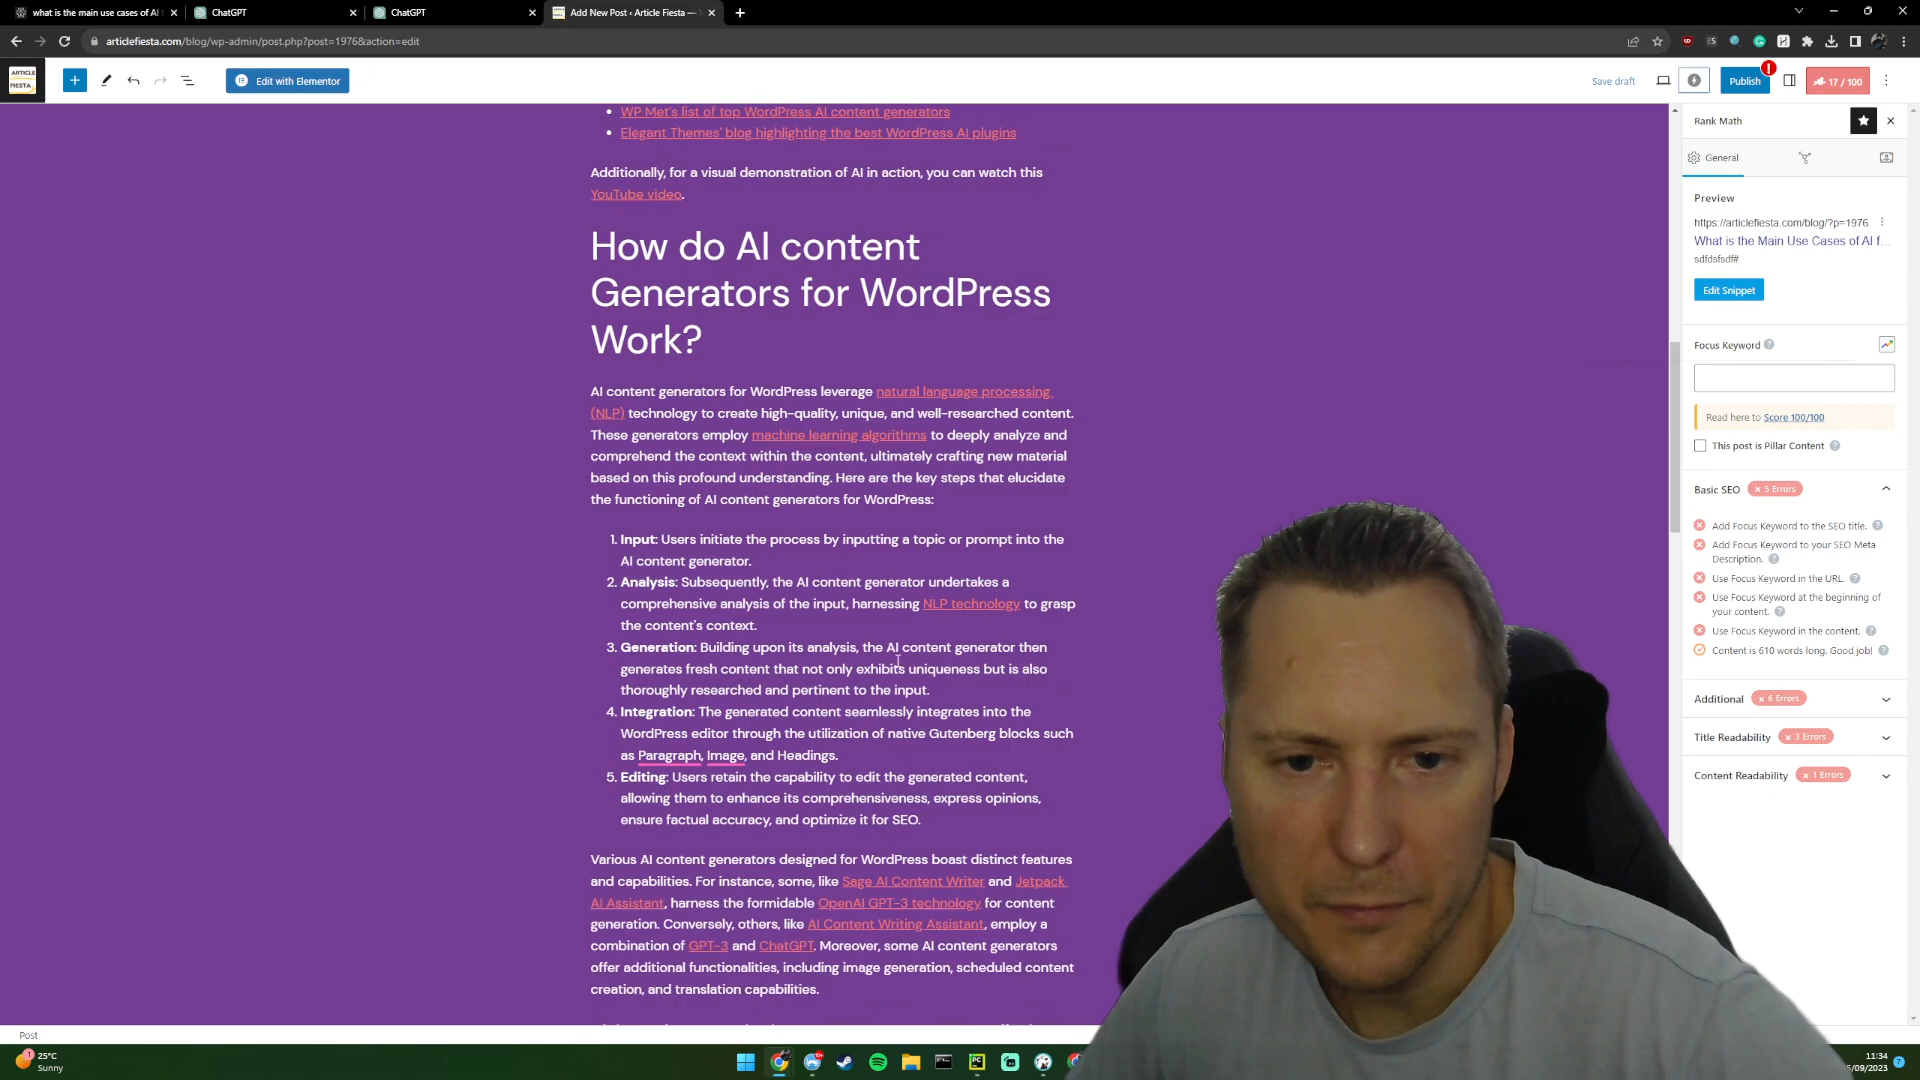 what is the main use cases of AI
ChatGPT
ChatGPT
Add New Post ‹ Article Fiesta —
articlefiesta.com/blog/wp-admin/post.php?post=1976&action=edit
ARTICLE
FIESTA
Edit with Elementor
Save draft
Publish
17 / 100
WP Met's list of top WordPress AI content generators
Elegant Themes' blog highlighting the best WordPress AI plugins
Additionally, for a visual demonstration of AI in action, you can watch this
YouTube video.
How do AI content
Generators for WordPress
Work?
AI content generators for WordPress leverage natural language processing
(NLP) technology to create high-quality, unique, and well-researched content.
These generators employ machine learning algorithms to deeply analyze and
comprehend the context within the content, ultimately crafting new material
based on this profound understanding. Here are the key steps that elucidate
the functioning of AI content generators for WordPress:
1. Input: Users initiate the process by inputting a topic or prompt into the
AI content generator.
2. Analysis: Subsequently, the AI content generator undertakes a
comprehensive analysis of the input, harnessing NLP technology to grasp
the content's context.
3. Generation: Building upon its analysis, the AI content generator then
generates fresh content that not only exhibits uniqueness but is also
thoroughly researched and pertinent to the input.
4. Integration: The generated content seamlessly integrates into the
WordPress editor through the utilization of native Gutenberg blocks such
as Paragraph, Image, and Headings.
5. Editing: Users retain the capability to edit the generated content,
allowing them to enhance its comprehensiveness, express opinions,
ensure factual accuracy, and optimize it for SEO.
Various AI content generators designed for WordPress boast distinct features
and capabilities. For instance, some, like Sage AI Content Writer and Jetpack
AI Assistant, harness the formidable OpenAI GPT-3 technology for content
generation. Conversely, others, like AI Content Writing Assistant, employ a
combination of GPT-3 and ChatGPT. Moreover, some AI content generators
offer additional functionalities, including image generation, scheduled content
creation, and translation capabilities.
Rank Math
General
Preview
https://articlefiesta.com/blog/?p=1976
What is the Main Use Cases of AI f...
sdfdsfsdf#
Edit Snippet
Focus Keyword
Read here to Score 100/100
This post is Pillar Content
Basic SEO
× 5 Errors
Add Focus Keyword to the SEO title.
Add Focus Keyword to your SEO Meta
Description.
Use Focus Keyword in the URL.
Use Focus Keyword at the beginning of
your content.
Use Focus Keyword in the content.
Content is 610 words long. Good job!
Additional
× 6 Errors
Title Readability
× 3 Errors
Content Readability
× 1 Errors
Post
25°C
Sunny
11:34
/09/2023